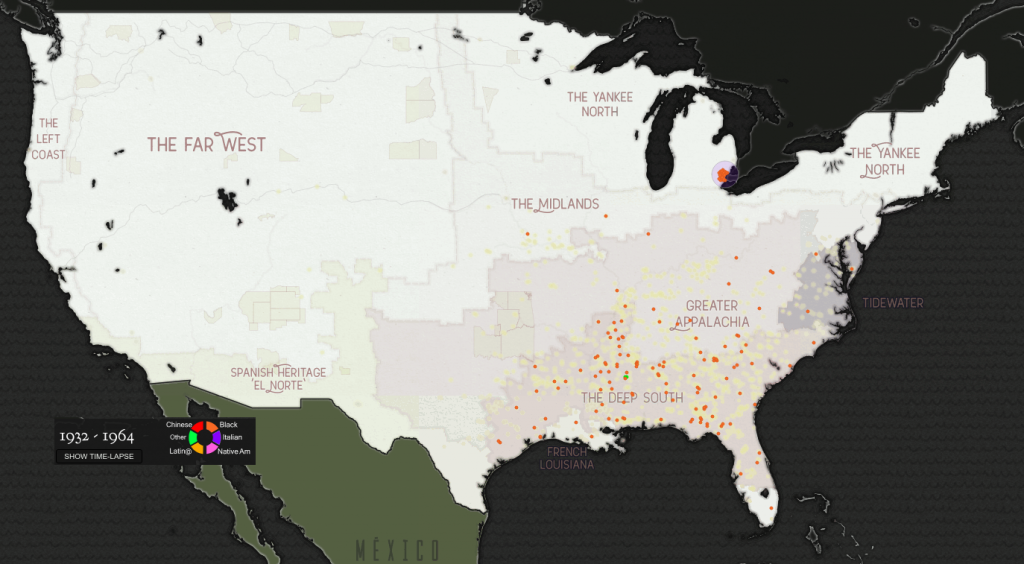 THE YANKEE
NORTH
THE
LEFT
COAST
THE FAR WEST
THE YANKEE
NORTH
THE MIDLANDS
TIDEWATER
GREATER
APPALACHIA
SPANISH HERITAGE
'EL NORTE'
THE DEEP SOUTH
FRENCH
LOUISIANA
1932 - 1964
SHOW TIME-LAPSE
Chinese
Black
Other
Italian
Latin@
Native Am
MÉXICO